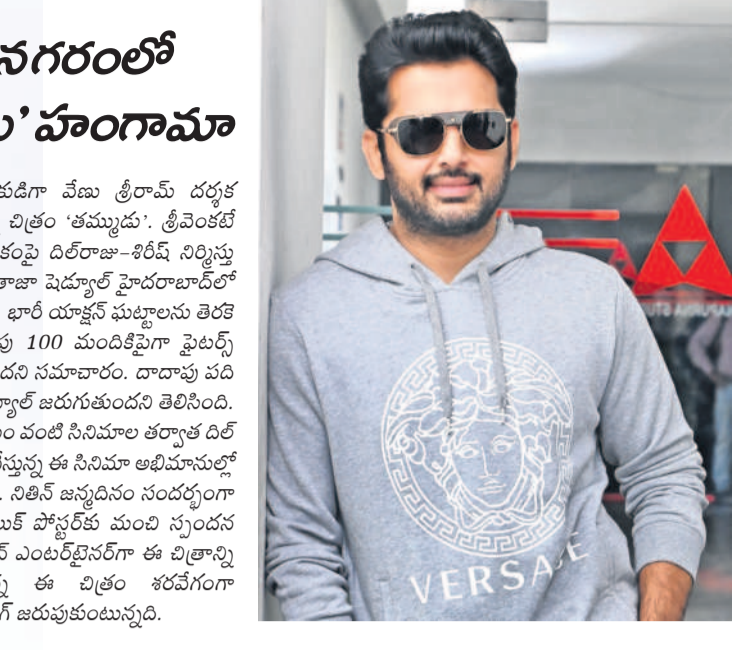 నగరంలో
హంగామా
వేణు శ్రీరామ్ దర్శక
చిత్రం ‘తమ్ముడు’. శ్రీవెంకటే
దిల్‌రాజు–శిరీష్ నిర్మిస్తు
తాజా షెడ్యూల్ హైదరాబాద్‌లో
భారీ యాక్షన్ ఘట్టాలను తెరకె
100 మందికిపైగా ఫైటర్స్
సమాచారం. దాదాపు పది
జరుగుతుందని తెలిసింది.
వంటి సినిమాల తర్వాత దిల్
ఈ సినిమా అభిమానుల్లో
నితిన్ జన్మదినం సందర్భంగా
పోస్టర్‌కు మంచి స్పందన
ఎంటర్‌టైనర్‌గా ఈ చిత్రాన్ని
ఈ చిత్రం శరవేగంగా
జరుపుకుంటున్నది.
VERSACE